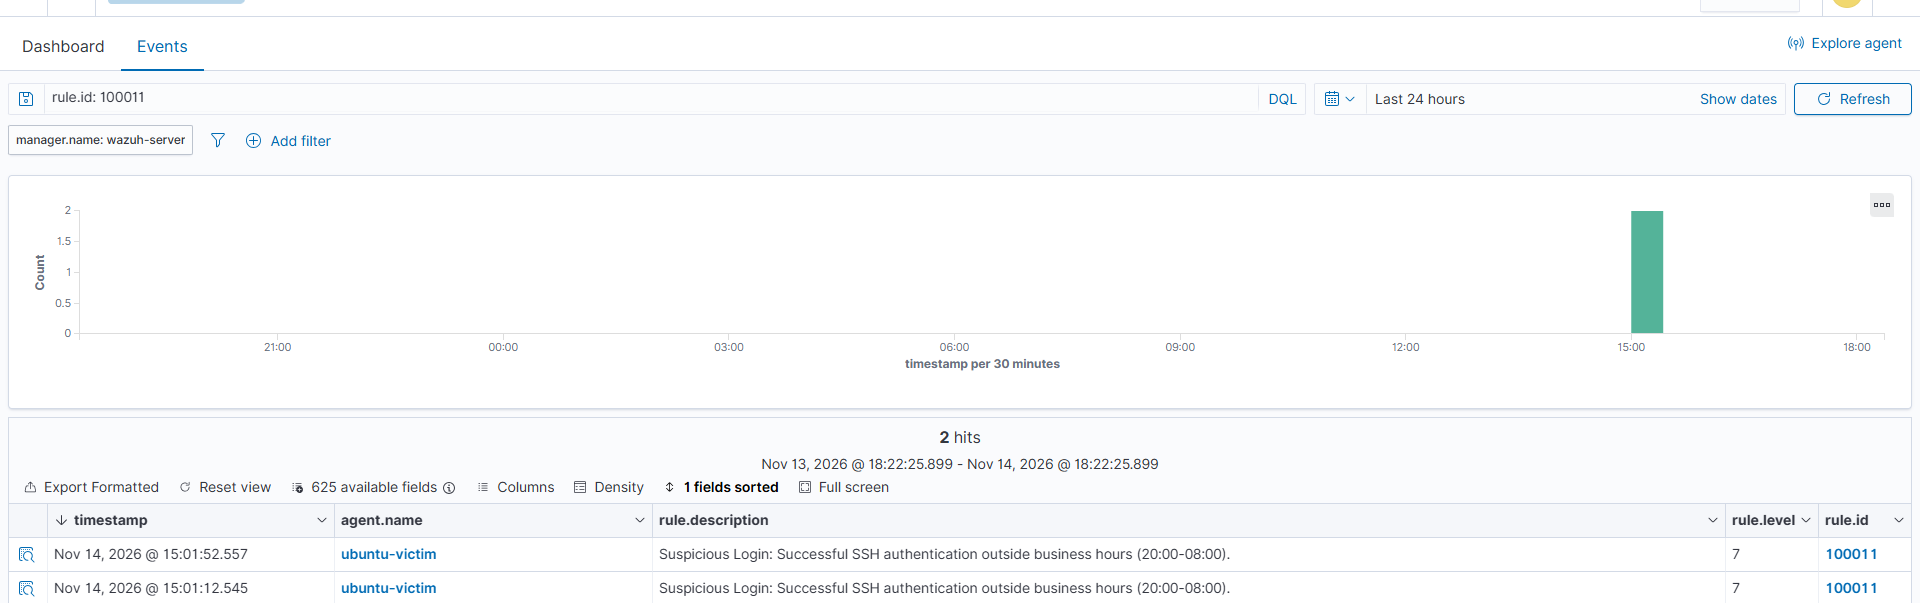 Dashboard Events
Explore agent
rule.id: 100011
DQL
Last 24 hours
Show dates
Refresh
manager.name: wazuh-server
Add filter
2
1.5
1
0.5
0
Count
21:00 00:00 03:00 06:00 09:00 12:00 15:00 18:00
timestamp per 30 minutes
2 hits
Nov 13, 2026 @ 18:22:25.899 - Nov 14, 2026 @ 18:22:25.899
Export Formatted Reset view 625 available fields Columns Density 1 fields sorted Full screen
timestamp agent.name rule.description rule.level rule.id
Nov 14, 2026 @ 15:01:52.557 ubuntu-victim Suspicious Login: Successful SSH authentication outside business hours (20:00-08:00). 7 100011
Nov 14, 2026 @ 15:01:12.545 ubuntu-victim Suspicious Login: Successful SSH authentication outside business hours (20:00-08:00). 7 100011